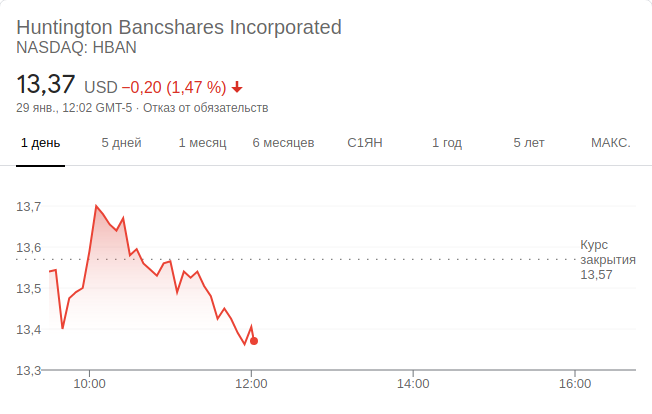 Huntington Bancshares Incorporated
NASDAQ: HBAN
13,37 USD −0,20 (1,47 %)
29 янв., 12:02 GMT-5 · Отказ от обязательств
1 день 5 дней 1 месяц 6 месяцев С1ЯН 1 год 5 лет МАКС.
13,7
13,6
13,5
13,4
13,3
Курс
закрытия
13,57
10:00 12:00 14:00 16:00